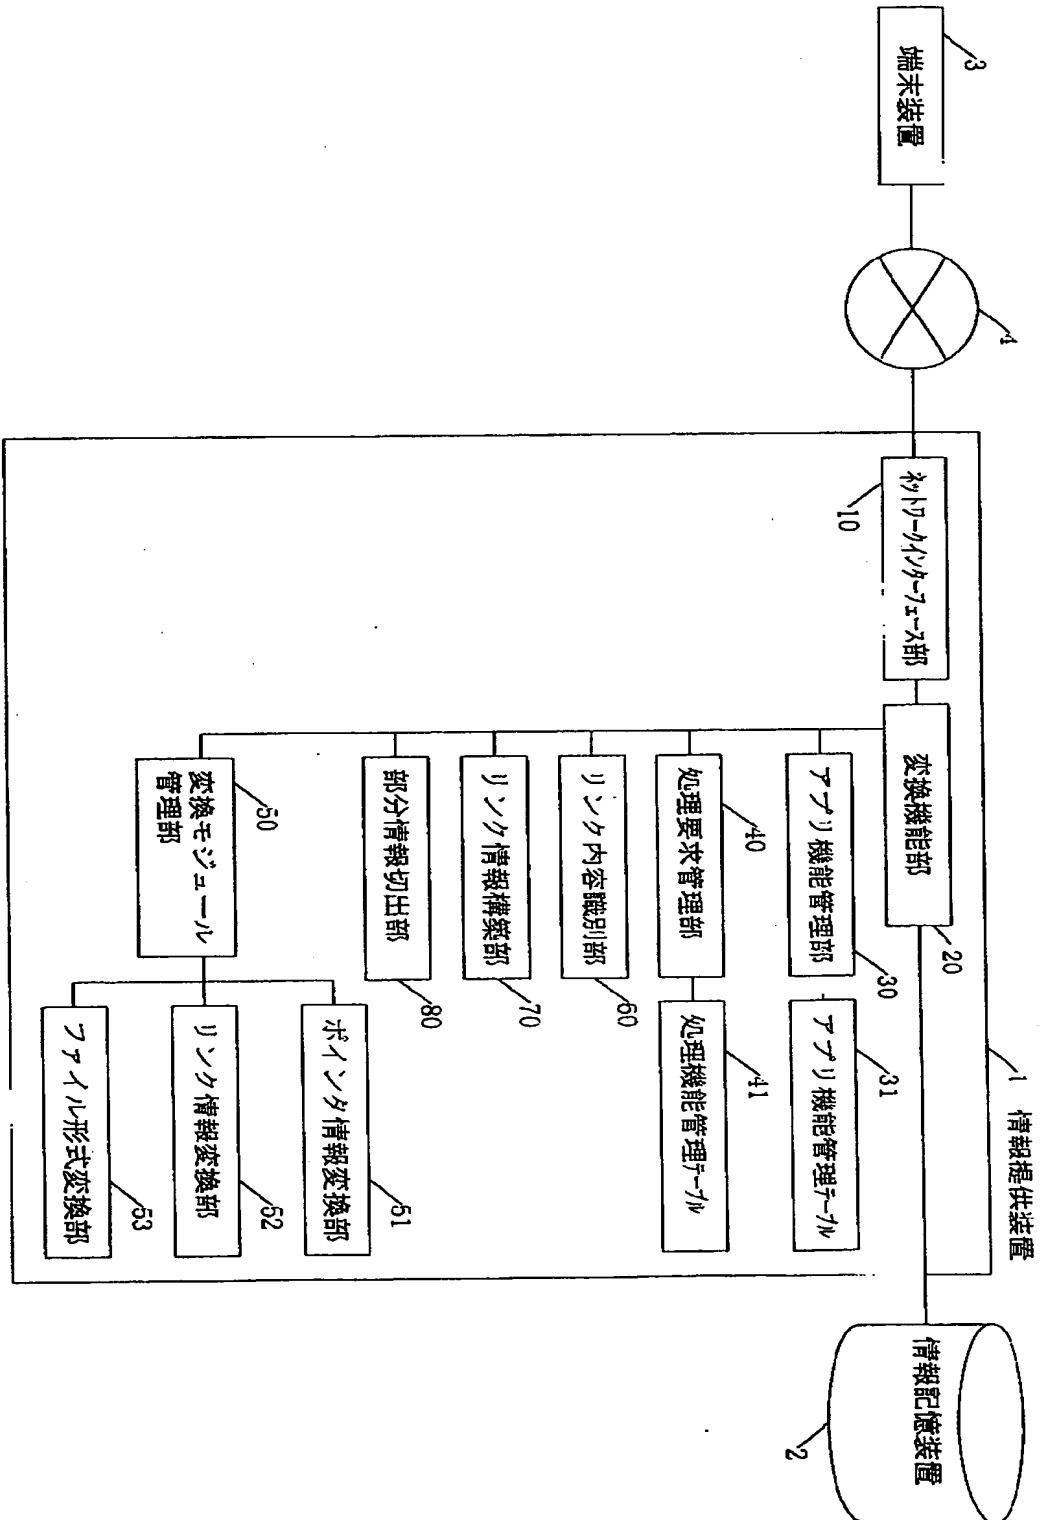 3
端末装置
4
1 情報提供装置
ネットワークインターフェース部
10
変換機能部
20
アプリ機能管理部
30
アプリ機能管理テーブル
31
処理要求管理部
40
処理機能管理テーブル
41
リンク内容識別部
60
リンク情報構築部
70
部分情報切出部
80
変換モジュール
管理部
50
ポインタ情報変換部
51
リンク情報変換部
52
ファイル形式変換部
53
情報記憶装置
2